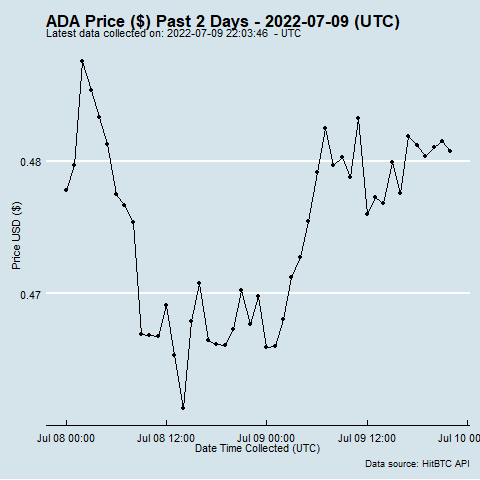 ADA Price ($) Past 2 Days - 2022-07-09 (UTC)
Latest data collected on: 2022-07-09 22:03:46 - UTC
0.48
Price USD ($)
0.47
Jul 08 00:00 Jul 08 12:00 Jul 09 00:00 Jul 09 12:00 Jul 10 00
Date Time Collected (UTC)
Data source: HitBTC API